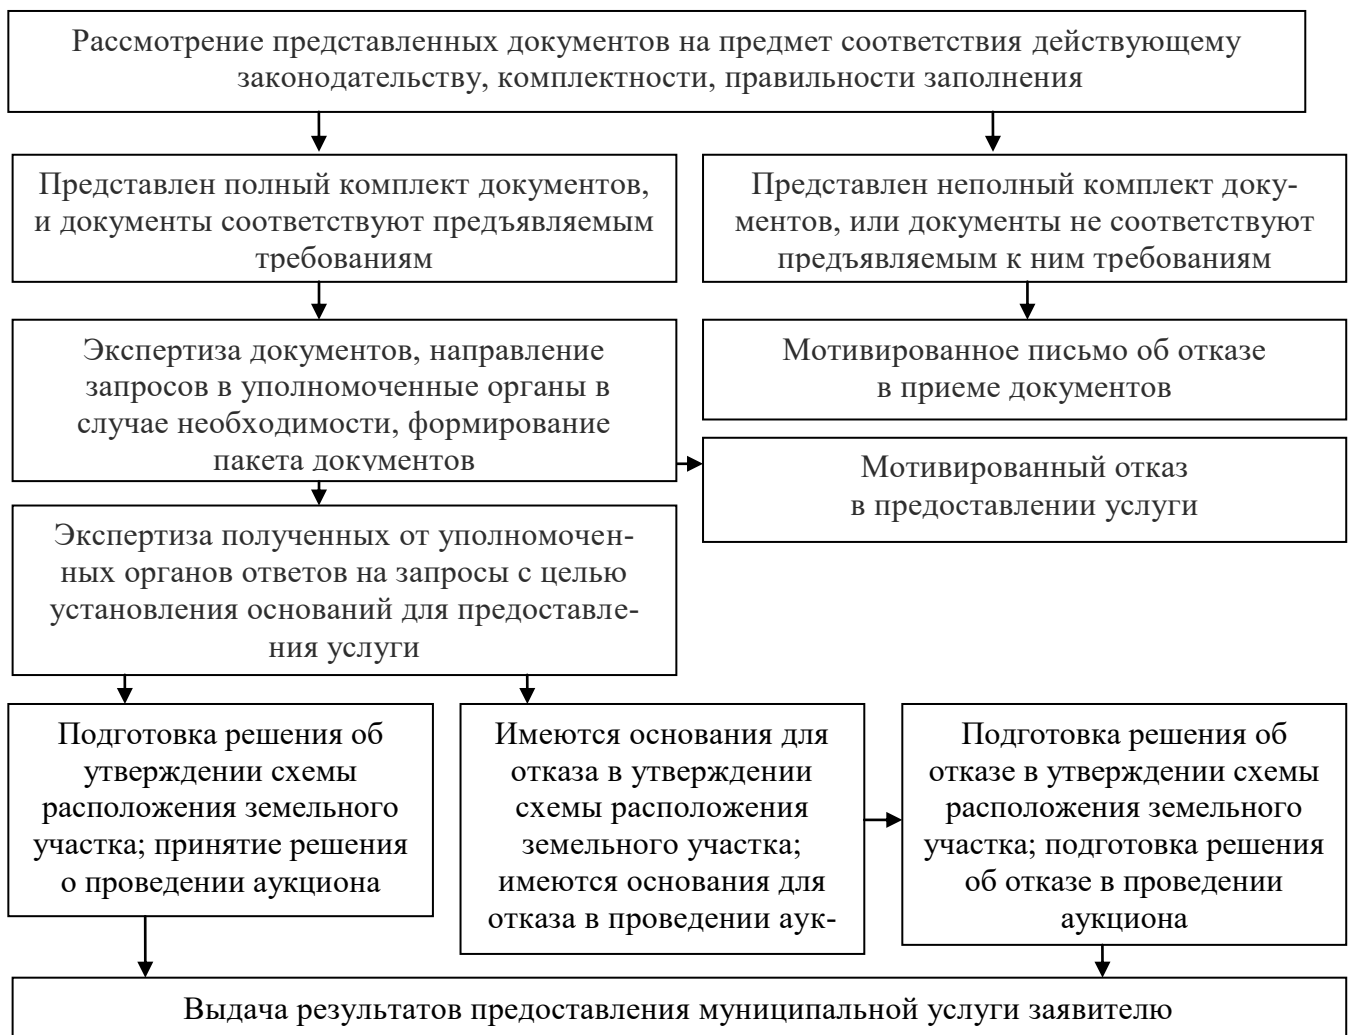 Рассмотрение представленных документов на предмет соответствия действующему
законодательству, комплектности, правильности заполнения
Представлен полный комплект документов,
и документы соответствуют предъявляемым
требованиям
Представлен неполный комплект доку-
ментов, или документы не соответствуют
предъявляемым к ним требованиям
Экспертиза документов, направление
запросов в уполномоченные органы в
случае необходимости, формирование
пакета документов
Мотивированное письмо об отказе
в приеме документов
Мотивированный отказ
в предоставлении услуги
Экспертиза полученных от уполномочен-
ных органов ответов на запросы с целью
установления оснований для предоставле-
ния услуги
Подготовка решения об
утверждении схемы
расположения земельного
участка; принятие решения
о проведении аукциона
Имеются основания для
отказа в утверждении
схемы расположения
земельного участка;
имеются основания для
отказа в проведении аук-
Подготовка решения об
отказе в утверждении схемы
расположения земельного
участка; подготовка решения
об отказе в проведении
аукциона
Выдача результатов предоставления муниципальной услуги заявителю